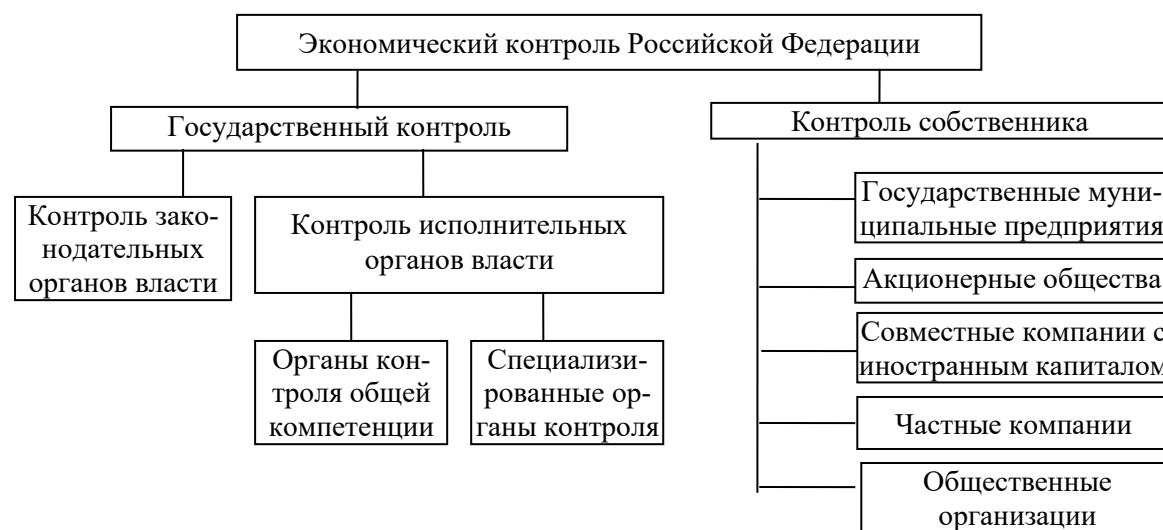 Экономический контроль Российской Федерации
Государственный контроль
Контроль собственника
Контроль зако-
нодательных
органов власти
Контроль исполнительных
органов власти
Органы кон-
троля общей
компетенции
Специализи-
рованные ор-
ганы контроля
Государственные муни-
ципальные предприятия
Акционерные общества
Совместные компании с
иностранным капиталом
Частные компании
Общественные
организации